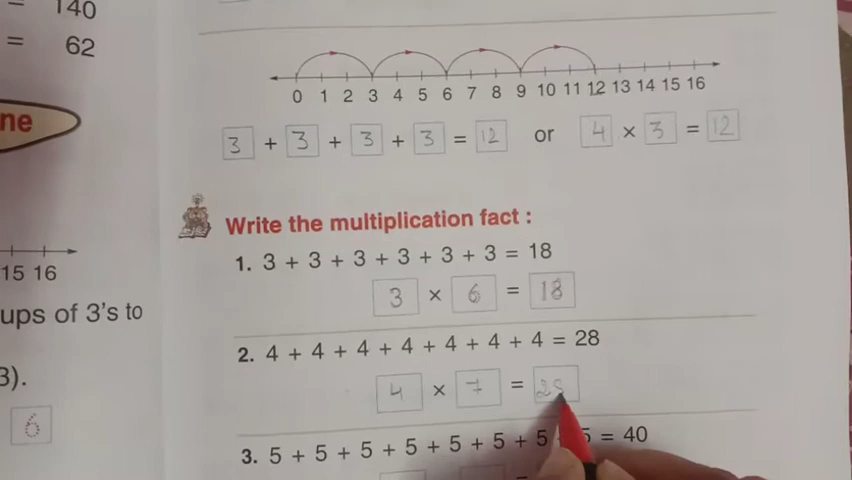 = 140
= 62
ne
15 16
ups of 3's to
3).
6
0 1 2 3 4 5 6 7 8 9 10 11 12 13 14 15 16
3 + 3 + 3 + 3 = 12 or 4 × 3 = 12
Write the multiplication fact :
1. 3 + 3 + 3 + 3 + 3 + 3 = 18
3 × 6 = 18
2. 4 + 4 + 4 + 4 + 4 + 4 + 4 = 28
4 × 7 = 28
3. 5 + 5 + 5 + 5 + 5 + 5 + 5 + 5 = 40